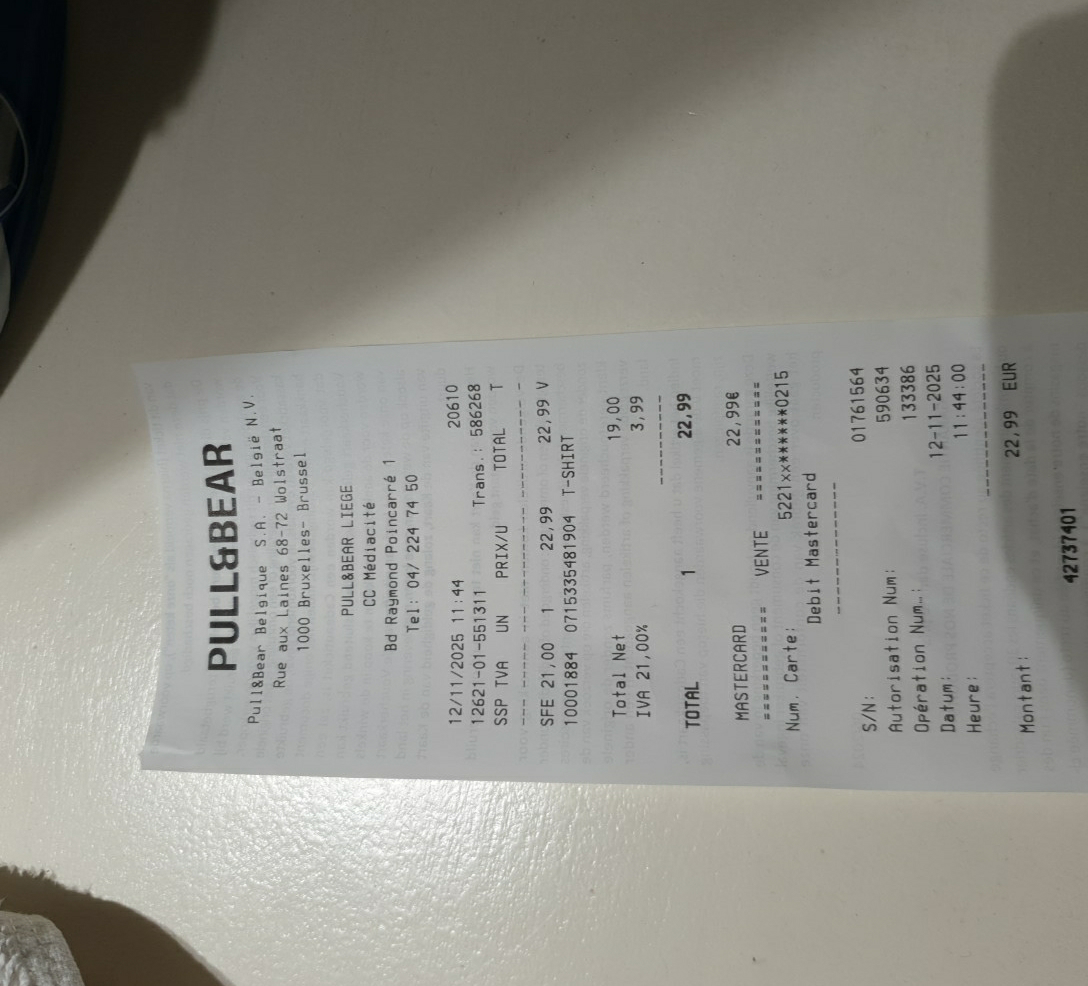 PULL&BEAR
Pull&Bear Belgique S.A. - België N.V.
Rue aux Laines 68-72 Wolstraat
1000 Bruxelles- Brussel
PULL&BEAR LIEGE
CC Médiacité
Bd Raymond Poincarré 1
Tel: 04/ 224 74 50
12/11/2025 11:44 20610
12621-01-551311 Trans.: 586268
SSP TVA UN PRIX/U TOTAL T
SFE 21,00 1 22,99 22,99 V
10001884 07153354819​04 T-SHIRT
Total Net 19,00
IVA 21,00% 3,99
TOTAL 1 22,99
MASTERCARD 22,99€
=========== VENTE ============
Num. Carte: 5221xx******0215
Debit Mastercard
S/N: 01761564
Autorisation Num: 590634
Opération Num…: 133386
Datum: 12-11-2025
Heure: 11:44:00
Montant: 22,99 EUR
42737401